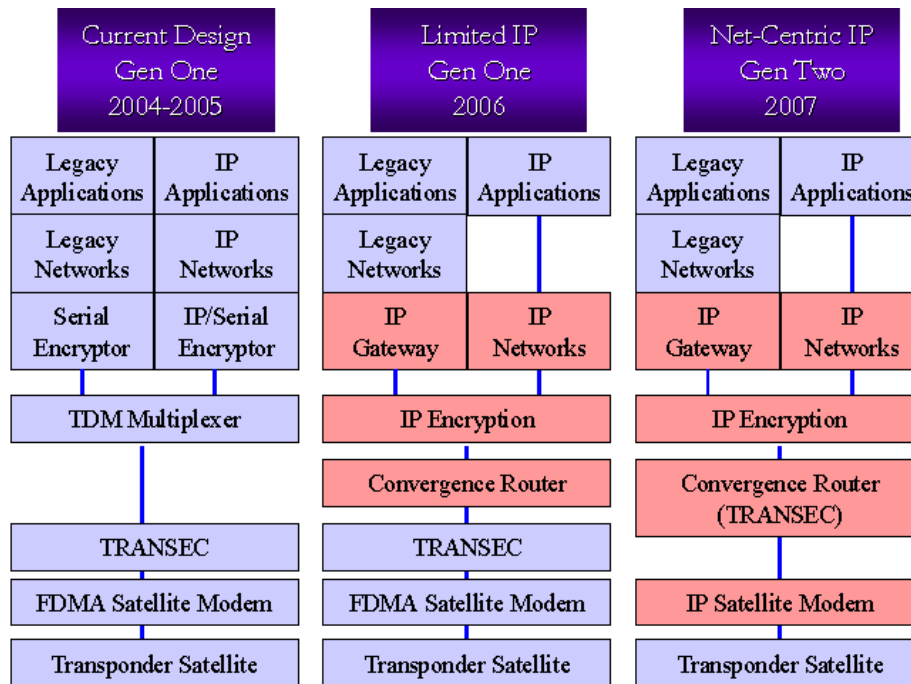 Current Design
Gen One
2004-2005
Legacy
Applications
IP
Applications
Legacy
Networks
IP
Networks
Serial
Encryptor
IP/Serial
Encryptor
TDM Multiplexer
TRANSEC
FDMA Satellite Modem
Transponder Satellite
Limited IP
Gen One
2006
Legacy
Applications
IP
Applications
Legacy
Networks
IP
Gateway
IP
Networks
IP Encryption
Convergence Router
TRANSEC
FDMA Satellite Modem
Transponder Satellite
Net-Centric IP
Gen Two
2007
Legacy
Applications
IP
Applications
Legacy
Networks
IP
Gateway
IP
Networks
IP Encryption
Convergence Router
(TRANSEC)
IP Satellite Modem
Transponder Satellite